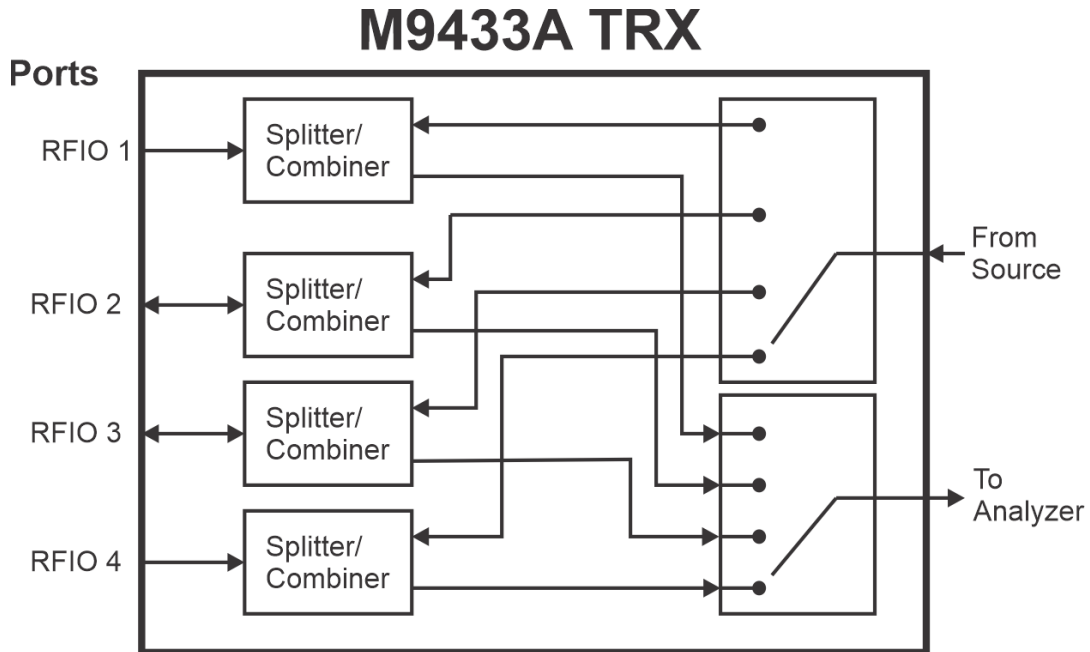 M9433A TRX
Ports
RFIO 1
Splitter/
Combiner
RFIO 2
Splitter/
Combiner
RFIO 3
Splitter/
Combiner
RFIO 4
Splitter/
Combiner
From
Source
To
Analyzer